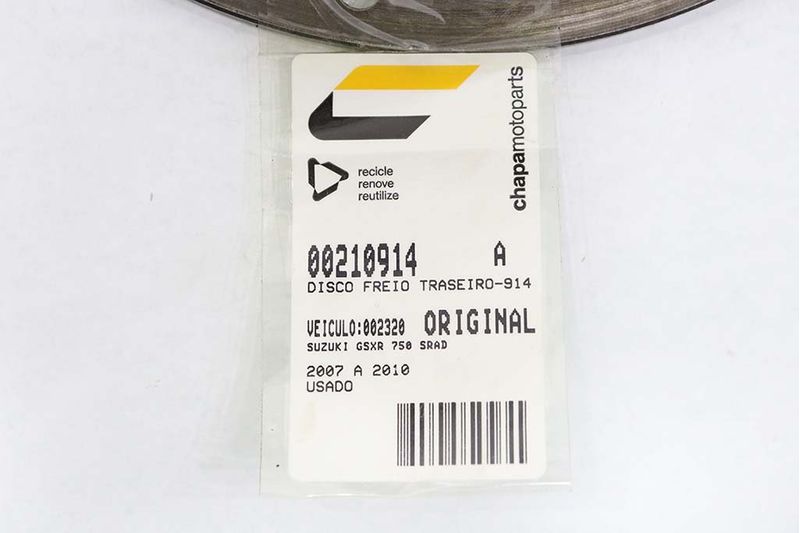 chapamotoparts
recicle
renove
reutilize
00210914 A
DISCO FREIO TRASEIRO-914
VEICULO:002320 ORIGINAL
SUZUKI GSXR 750 SRAD
2007 A 2010
USADO